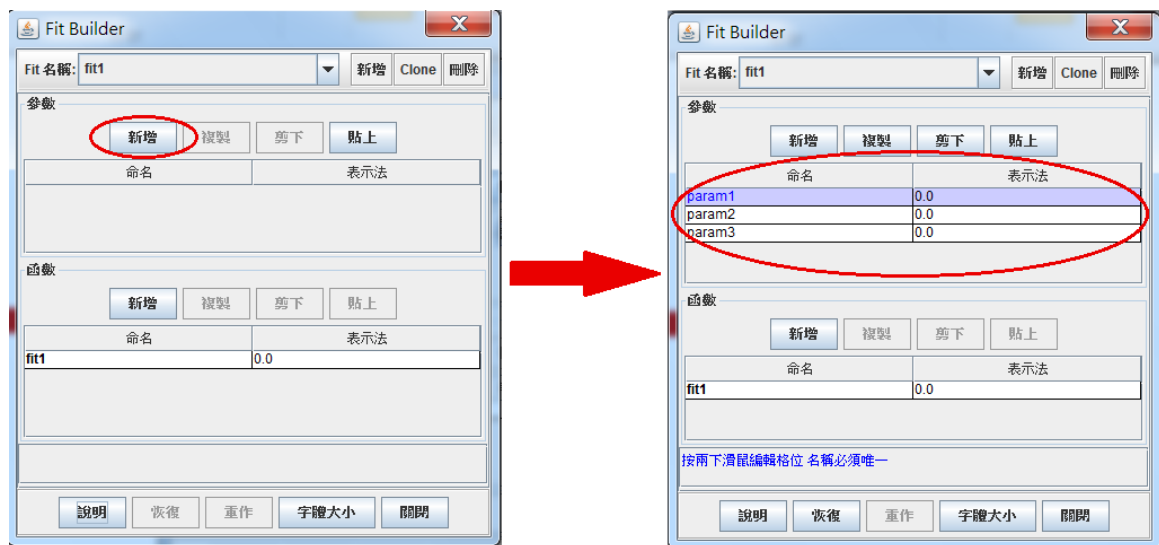 Fit Builder
Fit 名稱: fit1 新增 Clone 刪除
參數
新增 複製 剪下 貼上
命名 表示法
函數
新增 複製 剪下 貼上
命名 表示法
fit1 0.0
說明 恢復 重作 字體大小 關閉
Fit Builder
Fit 名稱: fit1 新增 Clone 刪除
參數
新增 複製 剪下 貼上
命名 表示法
param1 0.0
param2 0.0
param3 0.0
函數
新增 複製 剪下 貼上
命名 表示法
fit1 0.0
按兩下滑鼠編輯格位 名稱必須唯一
說明 恢復 重作 字體大小 關閉